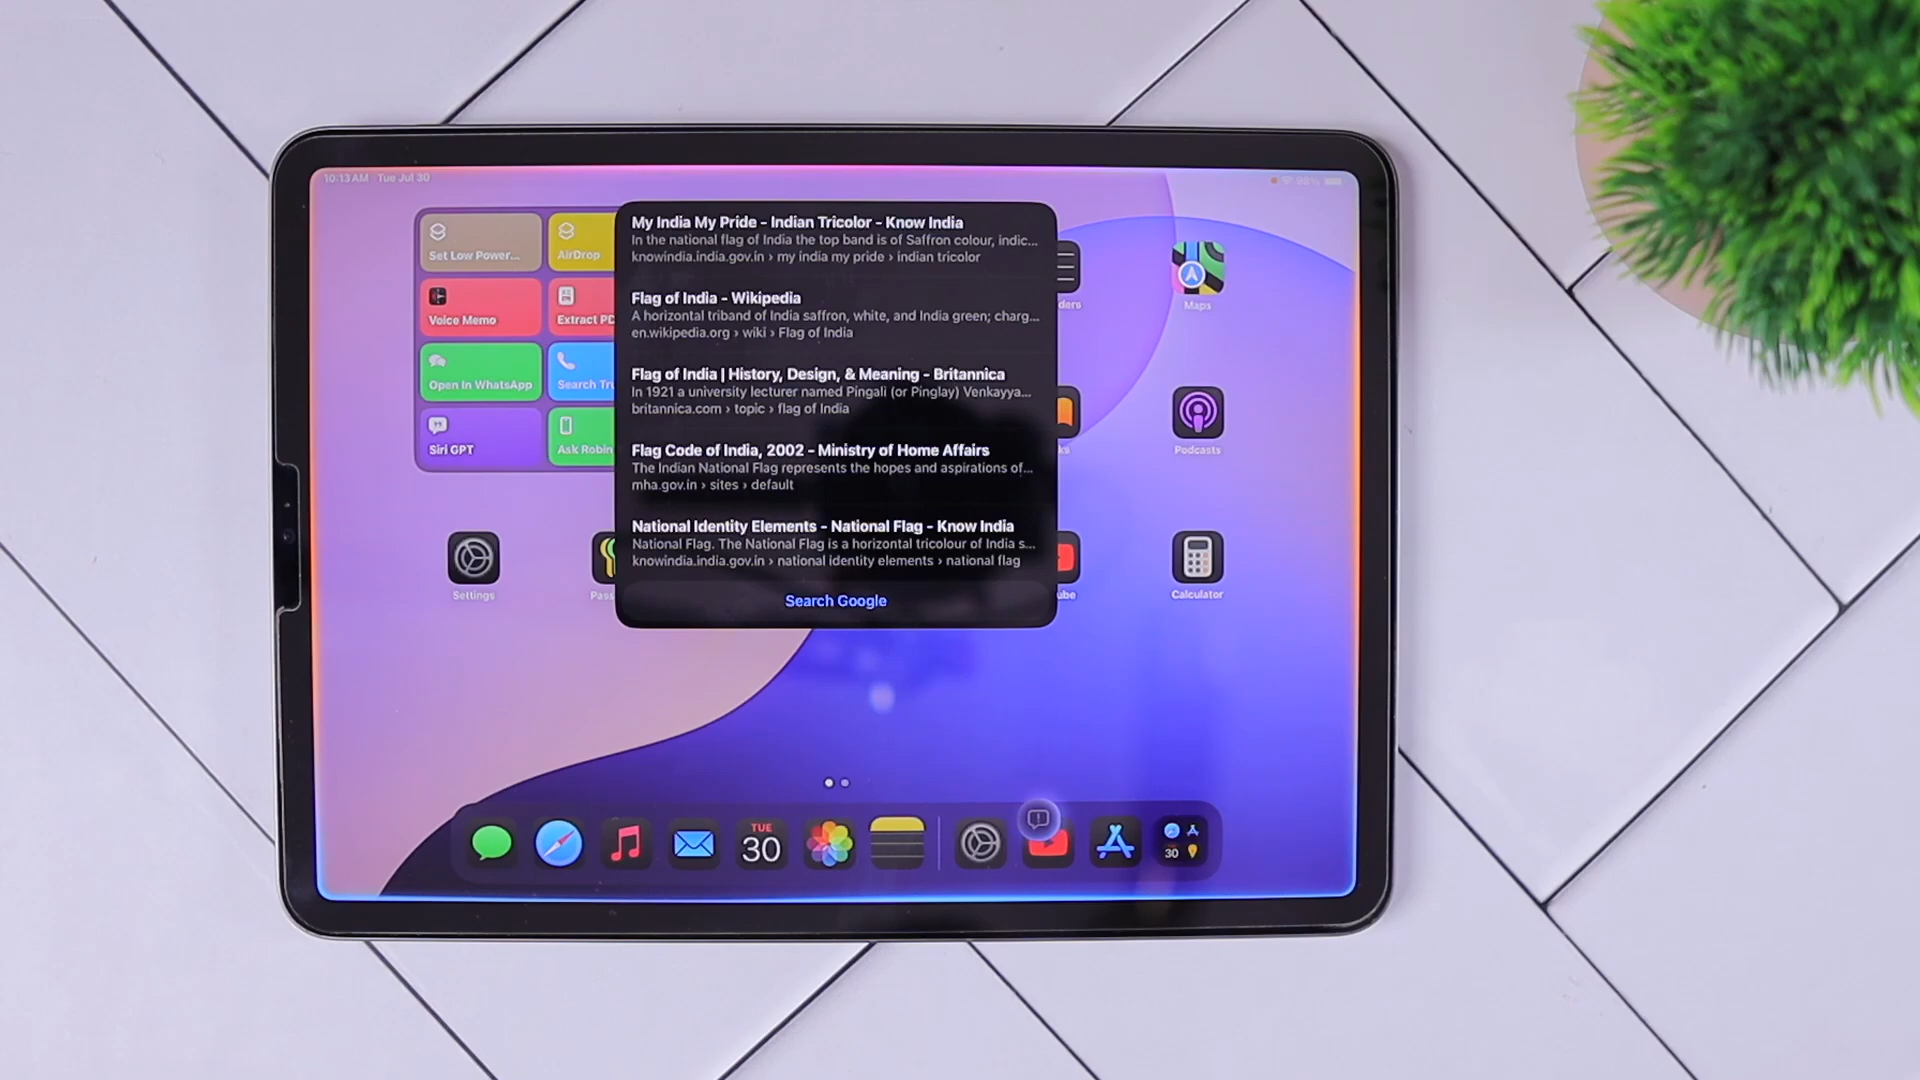 10:13 AM Tue Jul 30
98%
Set Low Power...
AirDrop
Voice Memo
Extract PD
Open In WhatsApp
Search Tru
Siri GPT
Ask Robin
My India My Pride - Indian Tricolor - Know India
In the national flag of India the top band is of Saffron colour, indic...
knowindia.india.gov.in › my india my pride › indian tricolor
Flag of India - Wikipedia
A horizontal triband of India saffron, white, and India green; charg...
en.wikipedia.org › wiki › Flag of India
Flag of India | History, Design, & Meaning - Britannica
In 1921 a university lecturer named Pingali (or Pinglay) Venkayya...
britannica.com › topic › flag of India
Flag Code of India, 2002 - Ministry of Home Affairs
The Indian National Flag represents the hopes and aspirations of...
mha.gov.in › sites › default
National Identity Elements - National Flag - Know India
National Flag. The National Flag is a horizontal tricolour of India s...
knowindia.india.gov.in › national identity elements › national flag
Search Google
ders
Maps
ks
Podcasts
Settings
Pass
ube
Calculator
TUE
30
30